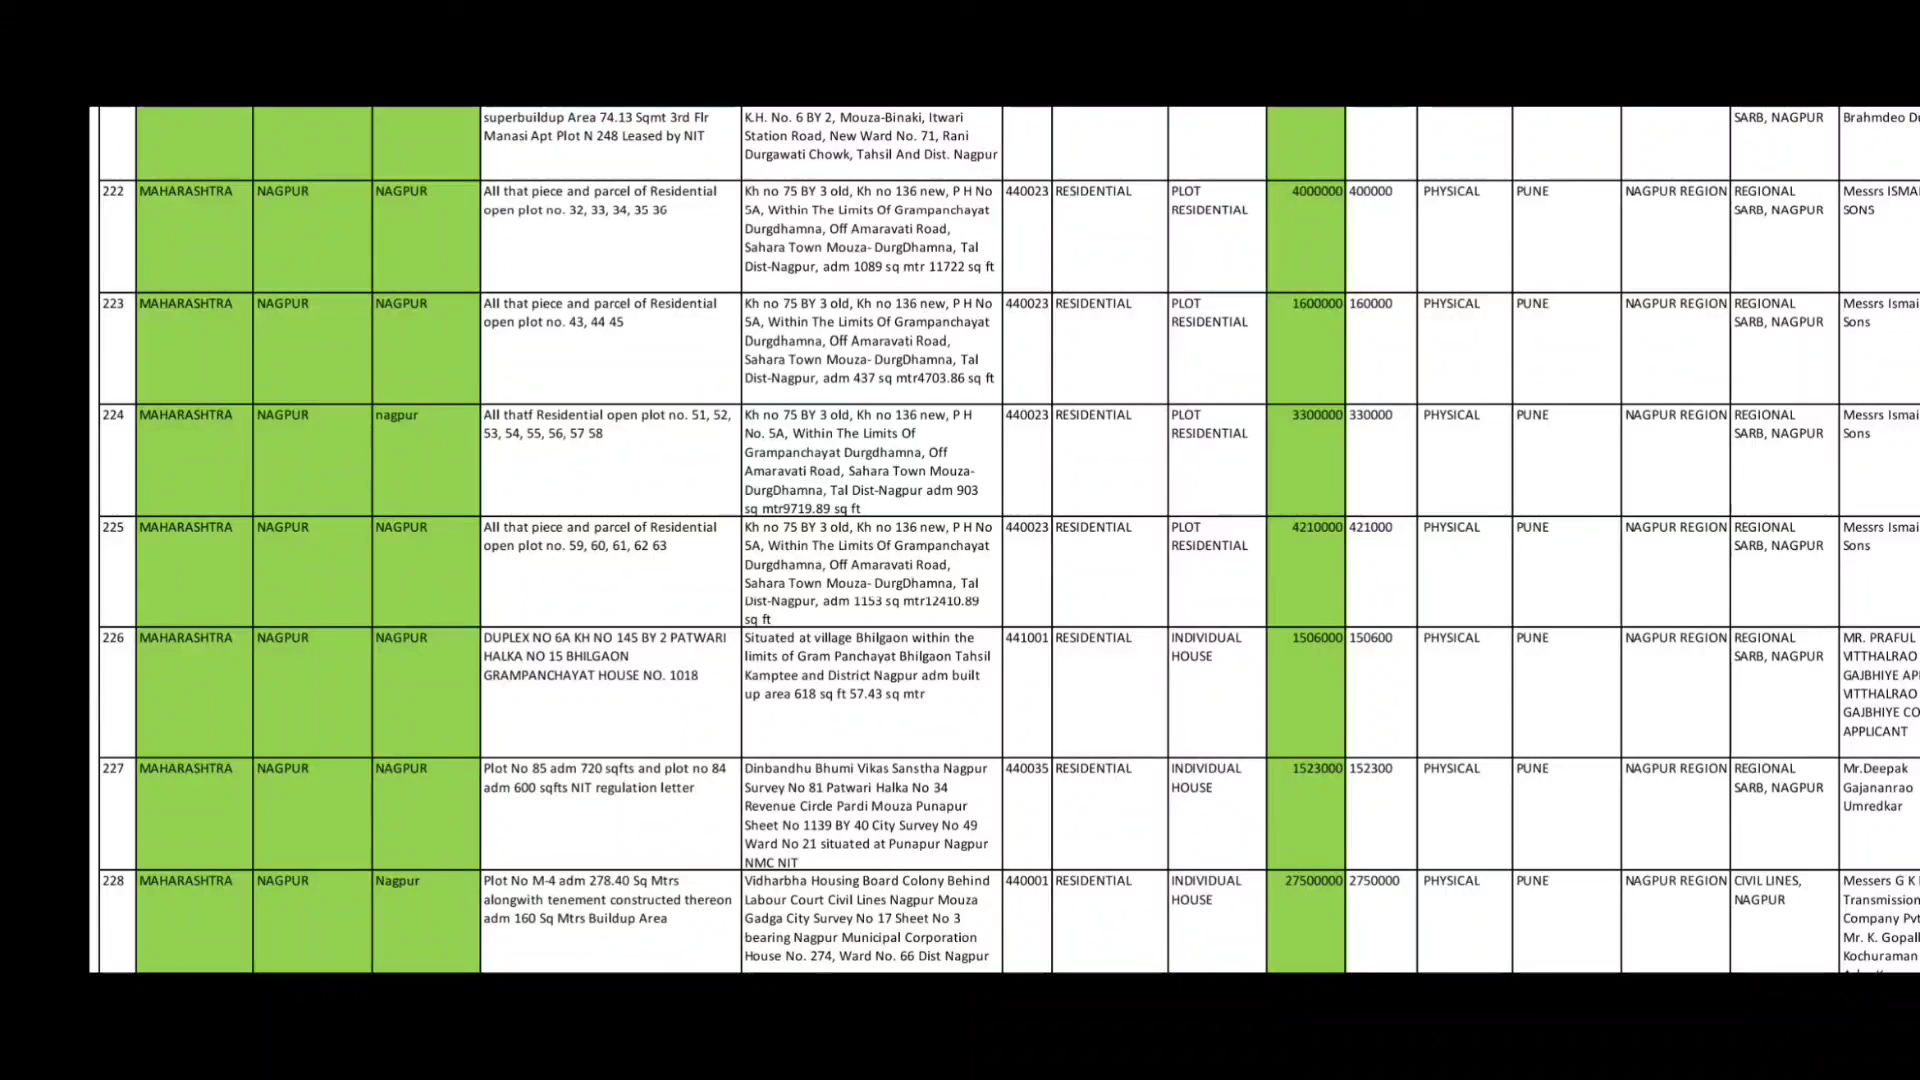 superbuildup Area 74.13 Sqmt 3rd Flr
Manasi Apt Plot N 248 Leased by NIT
K.H. No. 6 BY 2, Mouza-Binaki, Itwari
Station Road, New Ward No. 71, Rani
Durgawati Chowk, Tahsil And Dist. Nagpur
SARB, NAGPUR
Brahmdeo
222
MAHARASHTRA
NAGPUR
NAGPUR
All that piece and parcel of Residential
open plot no. 32, 33, 34, 35 36
Kh no 75 BY 3 old, Kh no 136 new, P H No
5A, Within The Limits Of Grampanchayat
Durgdhamna, Off Amaravati Road,
Sahara Town Mouza- DurgDhamna, Tal
Dist-Nagpur, adm 1089 sq mtr 11722 sq ft
440023
RESIDENTIAL
PLOT
RESIDENTIAL
4000000
400000
PHYSICAL
PUNE
NAGPUR REGION
REGIONAL
SARB, NAGPUR
Messrs ISMA
SONS
223
MAHARASHTRA
NAGPUR
NAGPUR
All that piece and parcel of Residential
open plot no. 43, 44 45
Kh no 75 BY 3 old, Kh no 136 new, P H No
5A, Within The Limits Of Grampanchayat
Durgdhamna, Off Amaravati Road,
Sahara Town Mouza- DurgDhamna, Tal
Dist-Nagpur, adm 437 sq mtr4703.86 sq ft
440023
RESIDENTIAL
PLOT
RESIDENTIAL
1600000
160000
PHYSICAL
PUNE
NAGPUR REGION
REGIONAL
SARB, NAGPUR
Messrs Ismai
Sons
224
MAHARASHTRA
NAGPUR
nagpur
All thatf Residential open plot no. 51, 52,
53, 54, 55, 56, 57 58
Kh no 75 BY 3 old, Kh no 136 new, P H
No. 5A, Within The Limits Of
Grampanchayat Durgdhamna, Off
Amaravati Road, Sahara Town Mouza-
DurgDhamna, Tal Dist-Nagpur adm 903
sq mtr9719.89 sq ft
440023
RESIDENTIAL
PLOT
RESIDENTIAL
3300000
330000
PHYSICAL
PUNE
NAGPUR REGION
REGIONAL
SARB, NAGPUR
Messrs Ismai
Sons
225
MAHARASHTRA
NAGPUR
NAGPUR
All that piece and parcel of Residential
open plot no. 59, 60, 61, 62 63
Kh no 75 BY 3 old, Kh no 136 new, P H No
5A, Within The Limits Of Grampanchayat
Durgdhamna, Off Amaravati Road,
Sahara Town Mouza- DurgDhamna, Tal
Dist-Nagpur, adm 1153 sq mtr12410.89
sq ft
440023
RESIDENTIAL
PLOT
RESIDENTIAL
4210000
421000
PHYSICAL
PUNE
NAGPUR REGION
REGIONAL
SARB, NAGPUR
Messrs Ismai
Sons
226
MAHARASHTRA
NAGPUR
NAGPUR
DUPLEX NO 6A KH NO 145 BY 2 PATWARI
HALKA NO 15 BHILGAON
GRAMPANCHAYAT HOUSE NO. 1018
Situated at village Bhilgaon within the
limits of Gram Panchayat Bhilgaon Tahsil
Kamptee and District Nagpur adm built
up area 618 sq ft 57.43 sq mtr
441001
RESIDENTIAL
INDIVIDUAL
HOUSE
1506000
150600
PHYSICAL
PUNE
NAGPUR REGION
REGIONAL
SARB, NAGPUR
MR. PRAFUL
VITTHALRAO
GAJBHIYE AP
VITTHALRAO
GAJBHIYE CO
APPLICANT
227
MAHARASHTRA
NAGPUR
NAGPUR
Plot No 85 adm 720 sqfts and plot no 84
adm 600 sqfts NIT regulation letter
Dinbandhu Bhumi Vikas Sanstha Nagpur
Survey No 81 Patwari Halka No 34
Revenue Circle Pardi Mouza Punapur
Sheet No 1139 BY 40 City Survey No 49
Ward No 21 situated at Punapur Nagpur
NMC NIT
440035
RESIDENTIAL
INDIVIDUAL
HOUSE
1523000
152300
PHYSICAL
PUNE
NAGPUR REGION
REGIONAL
SARB, NAGPUR
Mr.Deepak
Gajananrao
Umredkar
228
MAHARASHTRA
NAGPUR
Nagpur
Plot No M-4 adm 278.40 Sq Mtrs
alongwith tenement constructed thereon
adm 160 Sq Mtrs Buildup Area
Vidharbha Housing Board Colony Behind
Labour Court Civil Lines Nagpur Mouza
Gadga City Survey No 17 Sheet No 3
bearing Nagpur Municipal Corporation
House No. 274, Ward No. 66 Dist Nagpur
440001
RESIDENTIAL
INDIVIDUAL
HOUSE
27500000
2750000
PHYSICAL
PUNE
NAGPUR REGION
CIVIL LINES,
NAGPUR
Messers G K
Transmission
Company Pvt
Mr. K. Gopal
Kochuraman